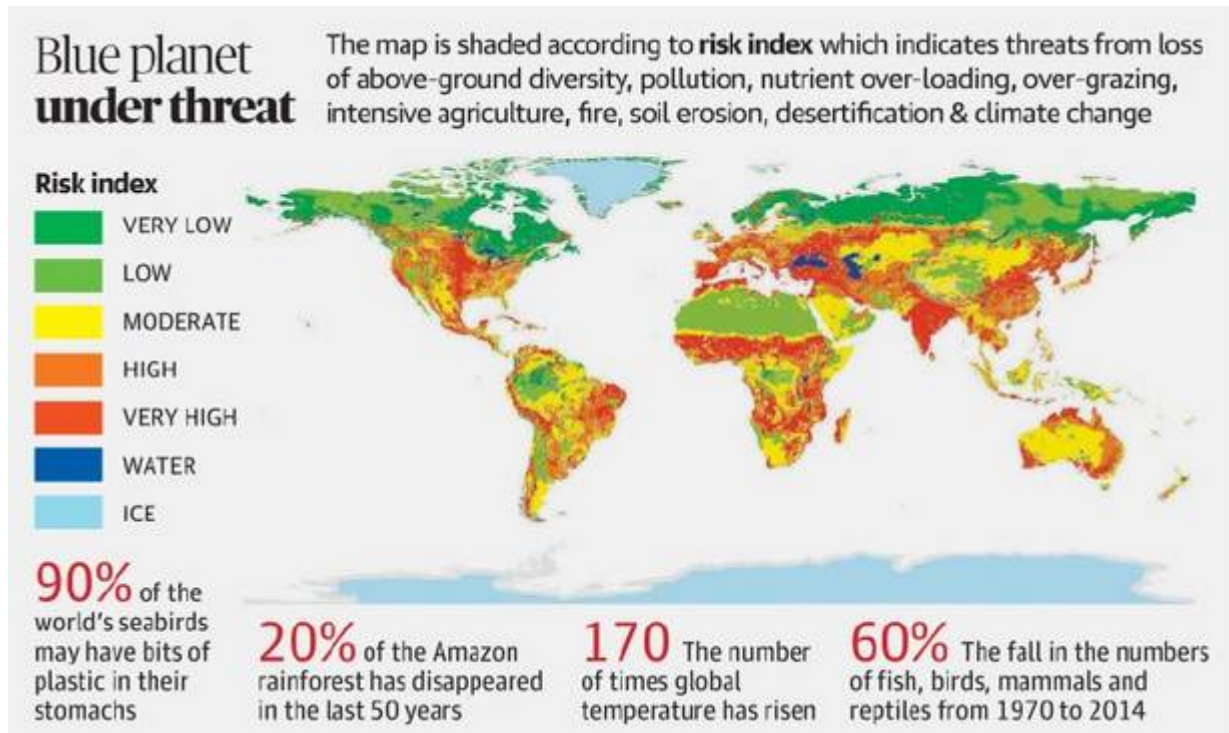 Blue planet
under threat
The map is shaded according to risk index which indicates threats from loss
of above-ground diversity, pollution, nutrient over-loading, over-grazing,
intensive agriculture, fire, soil erosion, desertification & climate change
Risk index
VERY LOW
LOW
MODERATE
HIGH
VERY HIGH
WATER
ICE
90% of the
world's seabirds
may have bits of
plastic in their
stomachs
20% of the Amazon
rainforest has disappeared
in the last 50 years
170 The number
of times global
temperature has risen
60% The fall in the numbers
of fish, birds, mammals and
reptiles from 1970 to 2014